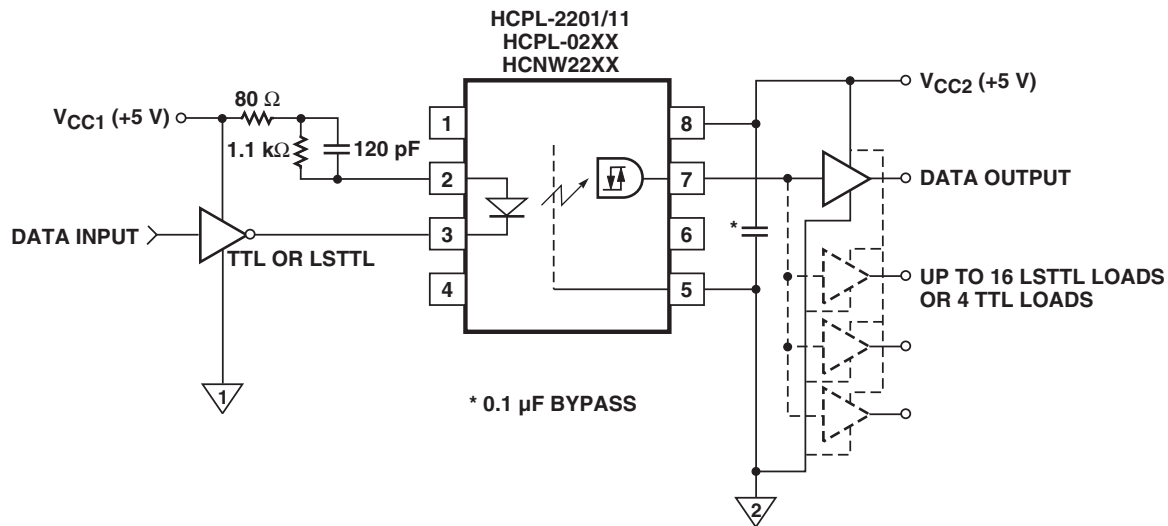 HCPL-2201/11
HCPL-02XX
HCNW22XX
VCC1 (+5 V)
80 Ω
1.1 kΩ
120 pF
1
2
3
4
8
7
6
5
VCC2 (+5 V)
DATA INPUT
TTL OR LSTTL
DATA OUTPUT
*
UP TO 16 LSTTL LOADS
OR 4 TTL LOADS
1
* 0.1 µF BYPASS
2